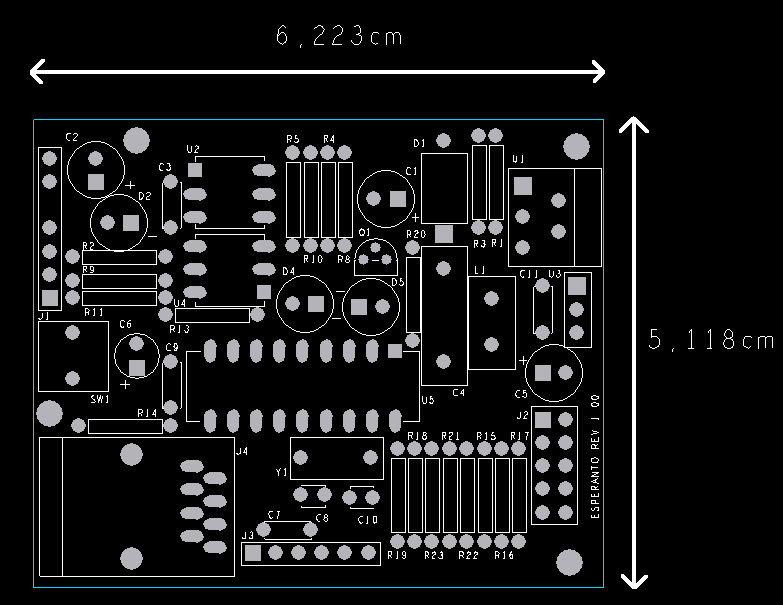 6,223cm
C2
U2
R5 R4
D1
U1
C3
C1
D2
Q1
R20
R3 R1
R2
R10 R8
R9
D4
D5
L1
C11 U3
U4
R11
J1
R13
C6
5,118cm
C9
SW1
U5
C4
C5
R14
J2
R18 R21 R15 R17
J4
Y1
ESPERANTO REV 1 00
C7
C8
C10
J3
R19 R23 R22 R16